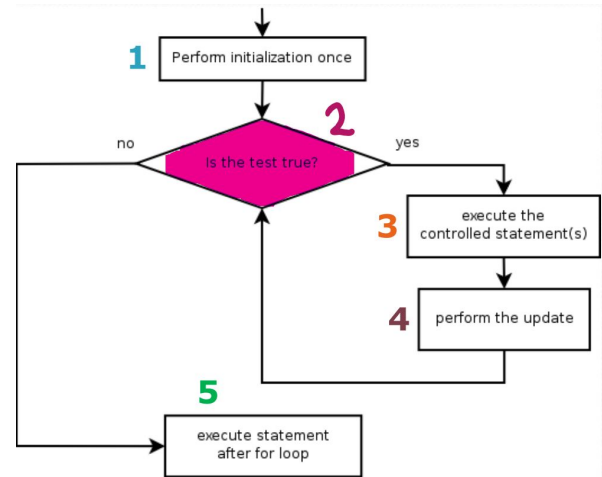 1
Perform initialization once
2
no
yes
Is the test true?
3
execute the
controlled statement(s)
4
perform the update
5
execute statement
after for loop